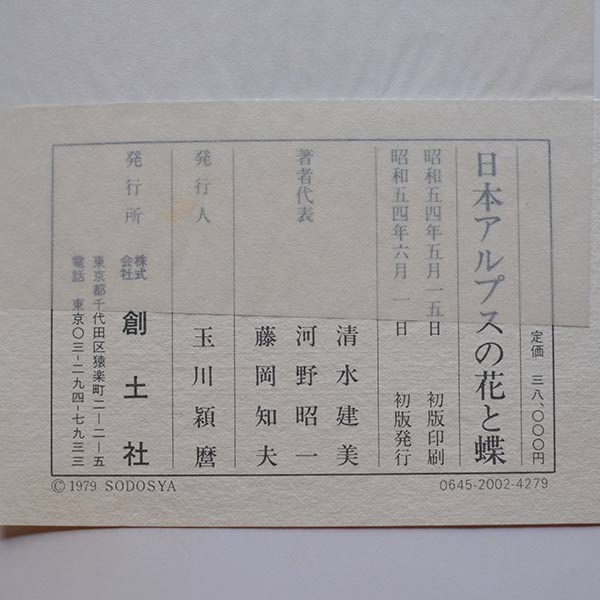 定価　三八、〇〇〇円
日本アルプスの花と蝶
昭和五四年五月一五日　初版印刷
昭和五四年六月　一日　初版発行
著者代表
清水建美
河野昭一
藤岡知夫
発行人　玉川穎麿
発行所　株式会社　創土社
東京都千代田区猿楽町二―二―五
電話　東京〇三―二九四―七九三三
© 1979 SODOSYA
0645-2002-4279